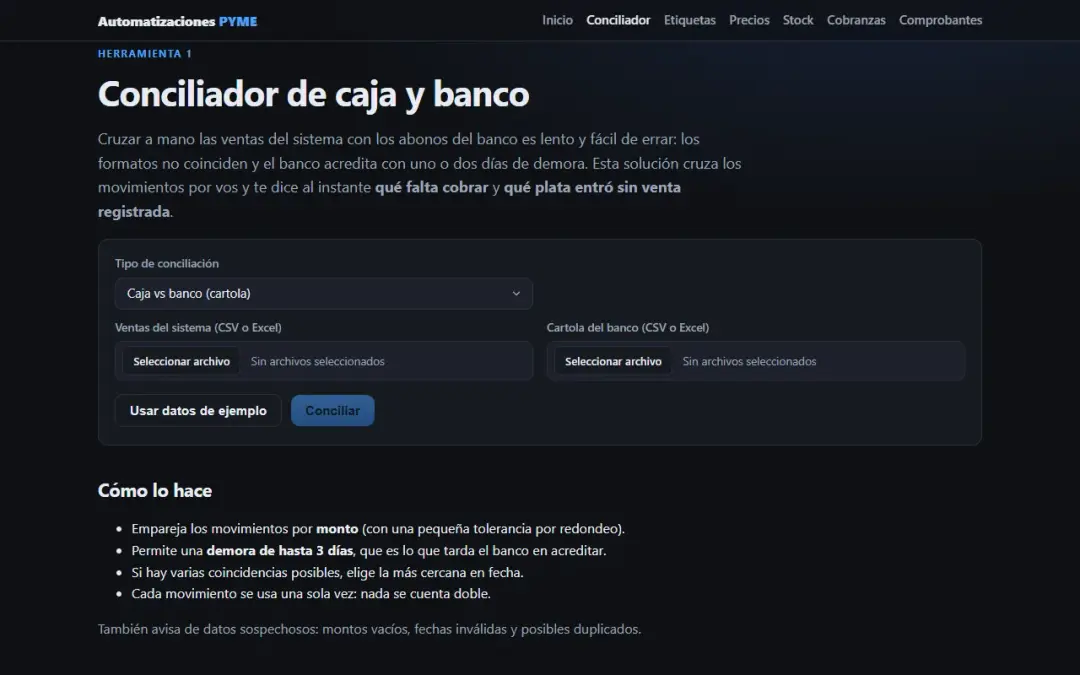 Automatizaciones PYME
Inicio Conciliador Etiquetas Precios Stock Cobranzas Comprobantes
HERRAMIENTA 1
Conciliador de caja y banco
Cruzar a mano las ventas del sistema con los abonos del banco es lento y fácil de errar: los
formatos no coinciden y el banco acredita con uno o dos días de demora. Esta solución cruza los
movimientos por vos y te dice al instante qué falta cobrar y qué plata entró sin venta
registrada.
Tipo de conciliación
Caja vs banco (cartola)
Ventas del sistema (CSV o Excel)
Seleccionar archivo Sin archivos seleccionados
Cartola del banco (CSV o Excel)
Seleccionar archivo Sin archivos seleccionados
Usar datos de ejemplo
Conciliar
Cómo lo hace
Empareja los movimientos por monto (con una pequeña tolerancia por redondeo).
Permite una demora de hasta 3 días, que es lo que tarda el banco en acreditar.
Si hay varias coincidencias posibles, elige la más cercana en fecha.
Cada movimiento se usa una sola vez: nada se cuenta doble.
También avisa de datos sospechosos: montos vacíos, fechas inválidas y posibles duplicados.